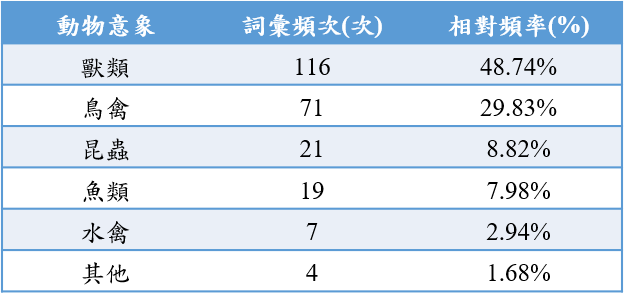 動物意象 詞彙頻次(次) 相對頻率(%)
獸類 116 48.74%
鳥禽 71 29.83%
昆蟲 21 8.82%
魚類 19 7.98%
水禽 7 2.94%
其他 4 1.68%